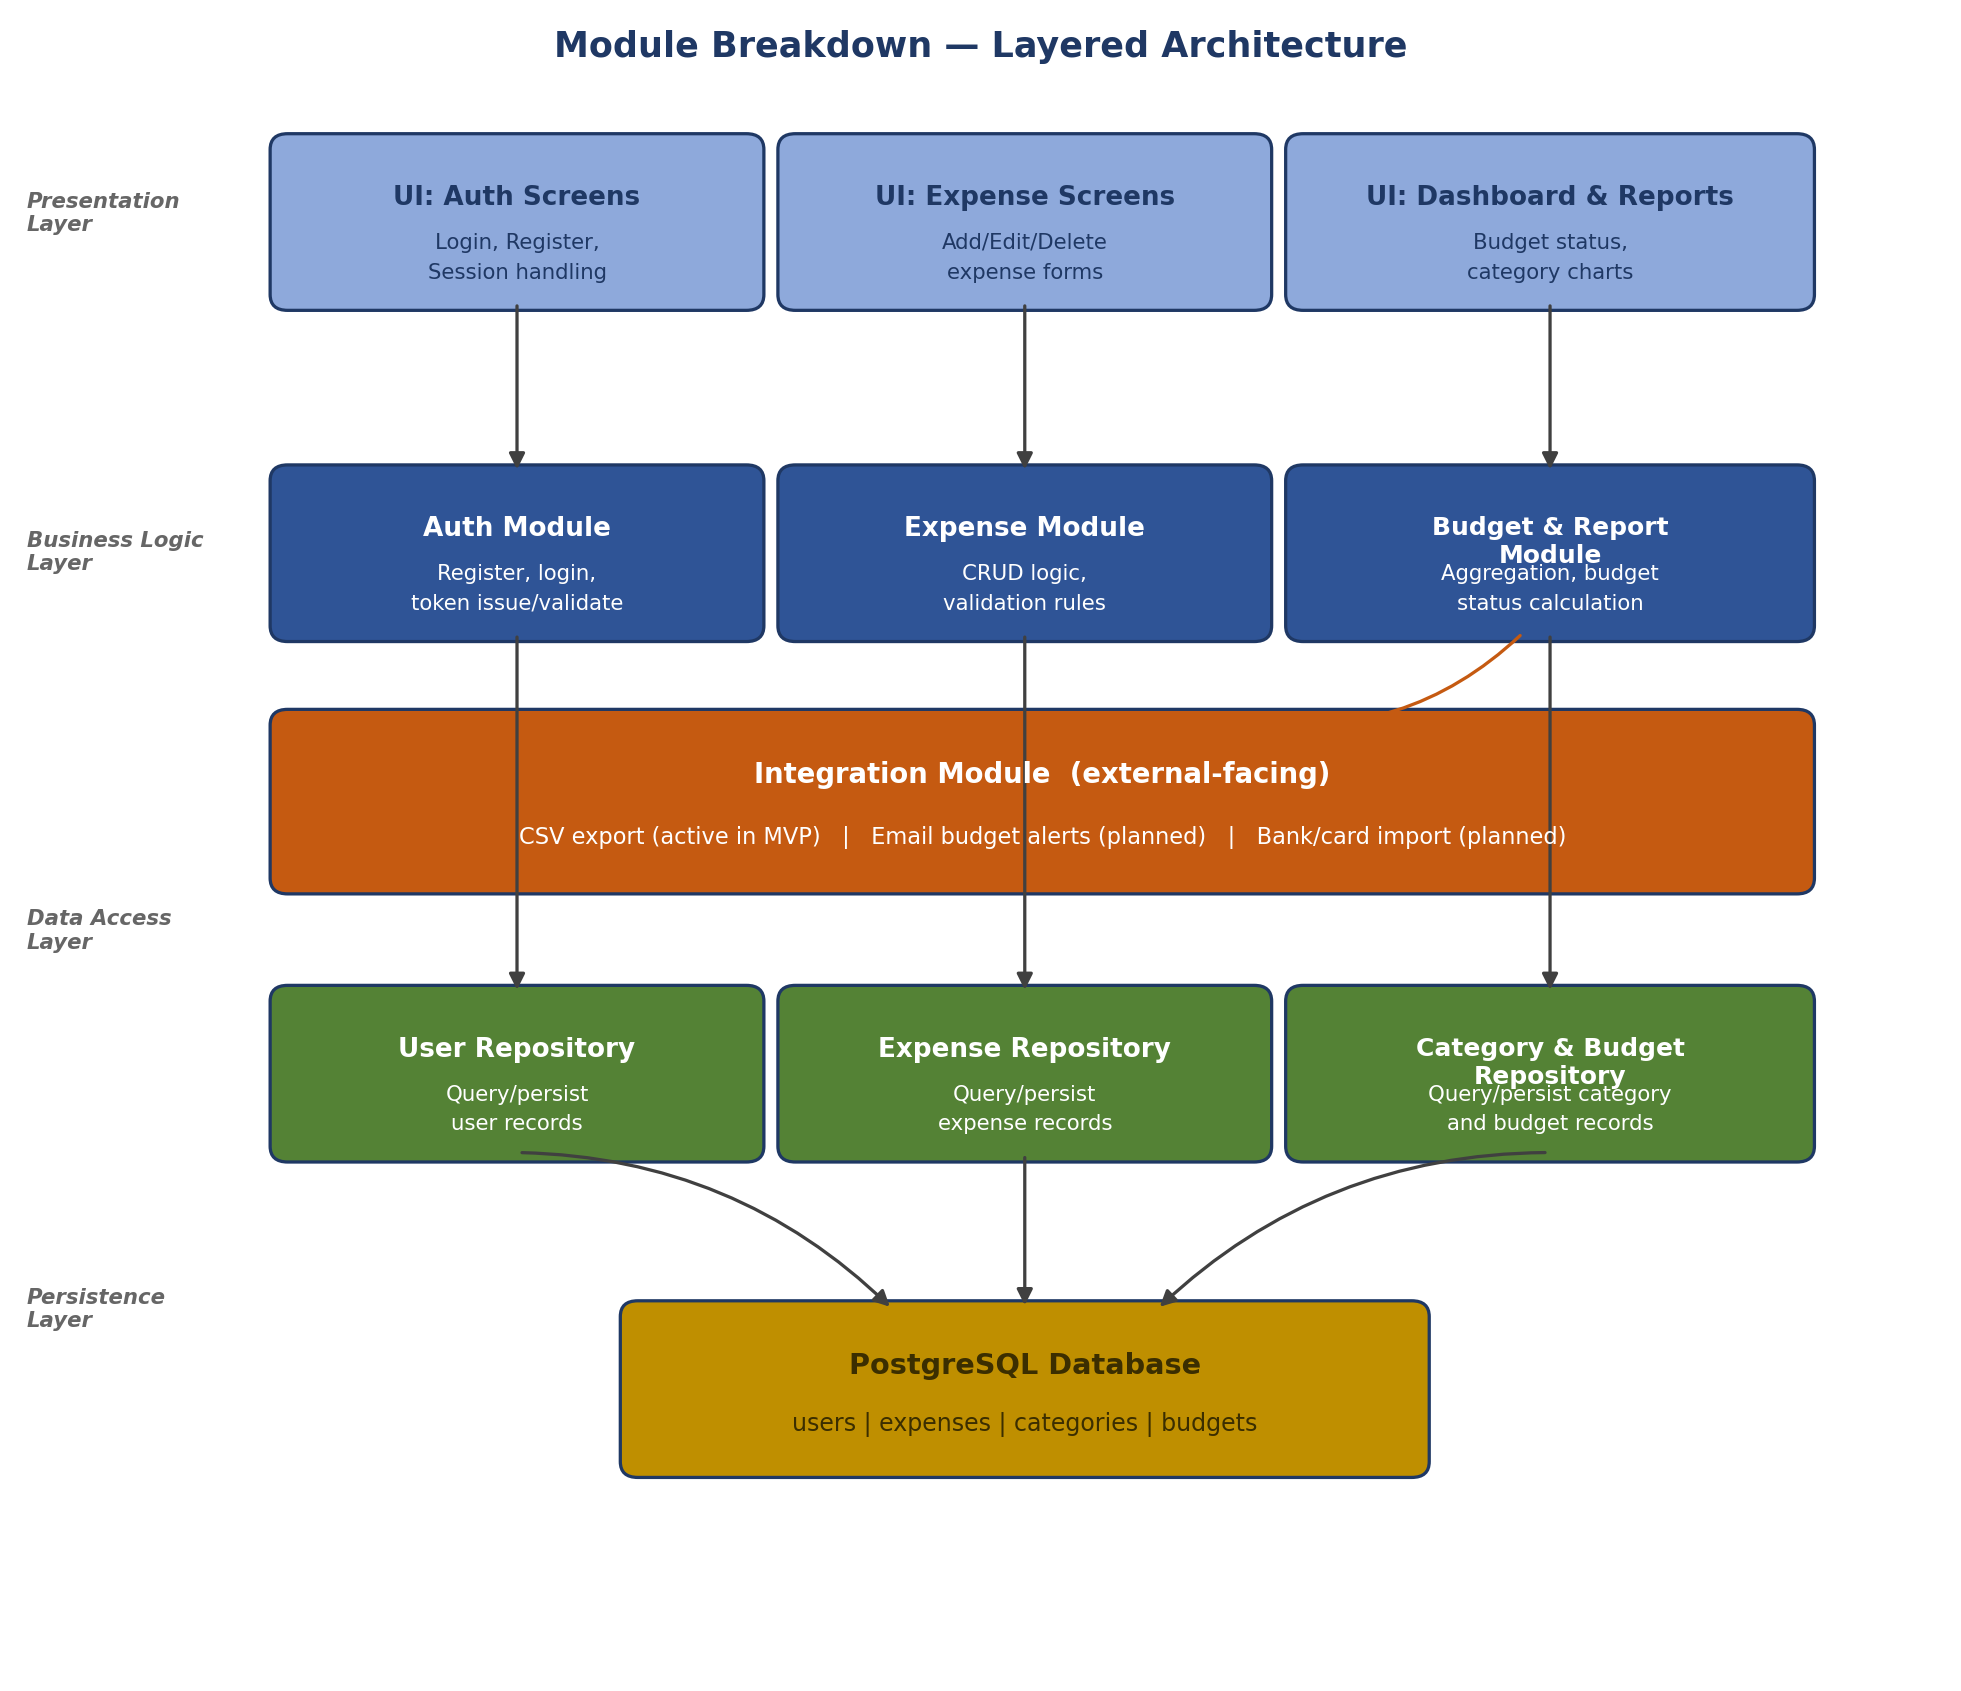 Module Breakdown — Layered Architecture
Presentation
Layer
UI: Auth Screens
Login, Register,
Session handling
UI: Expense Screens
Add/Edit/Delete
expense forms
UI: Dashboard & Reports
Budget status,
category charts
Business Logic
Layer
Auth Module
Register, login,
token issue/validate
Expense Module
CRUD logic,
validation rules
Budget & Report
Module
Aggregation, budget
status calculation
Integration Module (external-facing)
CSV export (active in MVP) | Email budget alerts (planned) | Bank/card import (planned)
Data Access
Layer
User Repository
Query/persist
user records
Expense Repository
Query/persist
expense records
Category & Budget
Repository
Query/persist category
and budget records
Persistence
Layer
PostgreSQL Database
users | expenses | categories | budgets